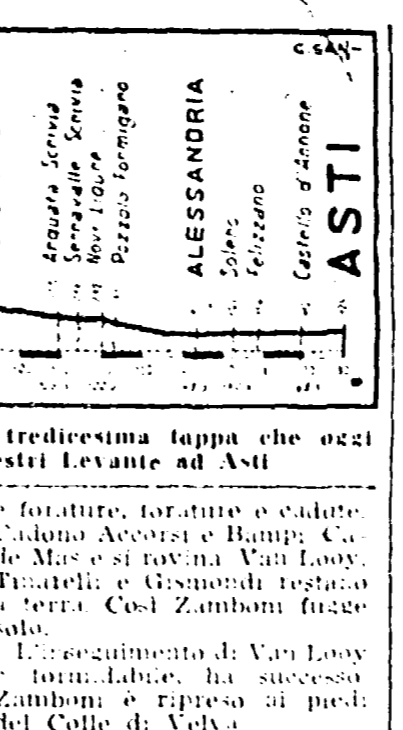 C. SAN-
Arquata Scrivia
Serravalle Scrivia
Novi Ligure
Pozzolo Formigaro
ALESSANDRIA
Solero
Felizzano
Castello d'Annone
ASTI
tredicesima tappa che oggi
estri Levante ad Asti
e forature, forature e cadute.
Cadono Accorsi e Bampi; Ca-
de Mas e si rovina Van Looy,
Tinarelli e Gismondi restano
a terra. Così Zamboni fugge
solo.
L'inseguimento di Van Looy
è formidabile, ha successo
Zamboni è ripreso ai piedi
del Colle di Velva